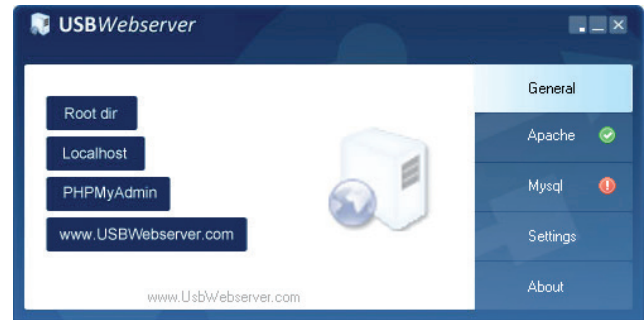 USBWebserver
Root dir
Localhost
PHPMyAdmin
www.USBWebserver.com
www.UsbWebserver.com
General
Apache
Mysql
Settings
About